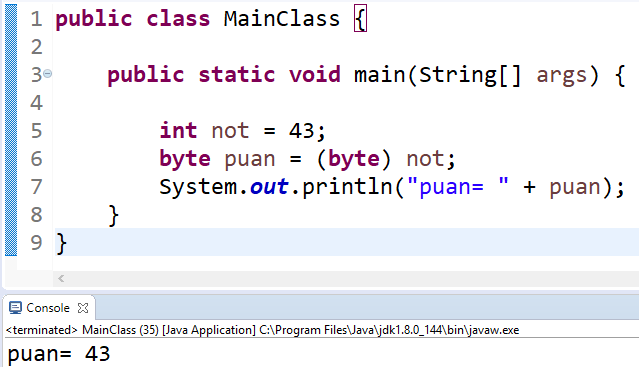 1 public class MainClass {
2
3 public static void main(String[] args) {
4
5 int not = 43;
6 byte puan = (byte) not;
7 System.out.println("puan= " + puan);
8 }
9 }
Console
<terminated> MainClass (35) [Java Application] C:\Program Files\Java\jdk1.8.0_144\bin\javaw.exe
puan= 43